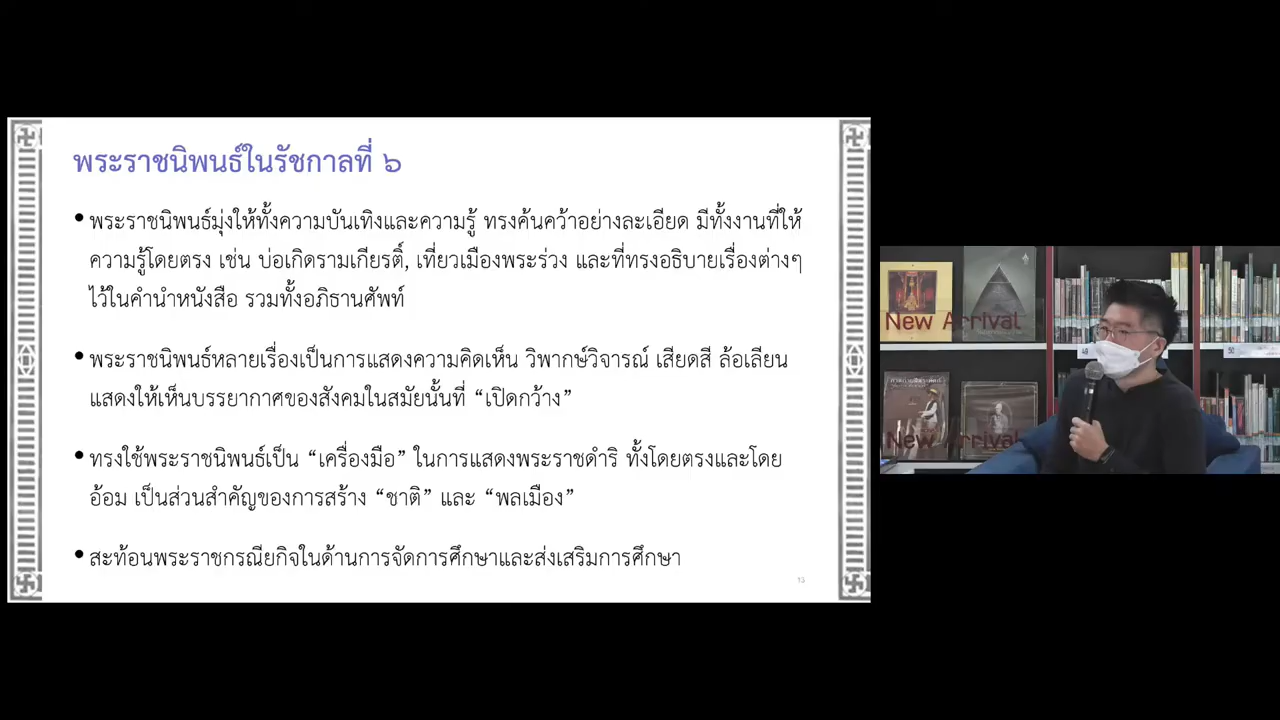 พระราชนิพนธ์ในรัชกาลที่ ๖
•พระราชนิพนธ์มุ่งให้ทั้งความบันเทิงและความรู้ ทรงค้นคว้าอย่างละเอียด มีทั้งงานที่ให้
ความรู้โดยตรง เช่น บ่อเกิดรามเกียรติ์, เที่ยวเมืองพระร่วง และที่ทรงอธิบายเรื่องต่างๆ
ไว้ในคำนำหนังสือ รวมทั้งอภิธานศัพท์
•พระราชนิพนธ์หลายเรื่องเป็นการแสดงความคิดเห็น วิพากษ์วิจารณ์ เสียดสี ล้อเลียน
แสดงให้เห็นบรรยากาศของสังคมในสมัยนั้นที่ “เปิดกว้าง”
•ทรงใช้พระราชนิพนธ์เป็น “เครื่องมือ” ในการแสดงพระราชดำริ ทั้งโดยตรงและโดย
อ้อม เป็นส่วนสำคัญของการสร้าง “ชาติ” และ “พลเมือง”
•สะท้อนพระราชกรณียกิจในด้านการจัดการศึกษาและส่งเสริมการศึกษา
New Arrival
49
50
New Arrival